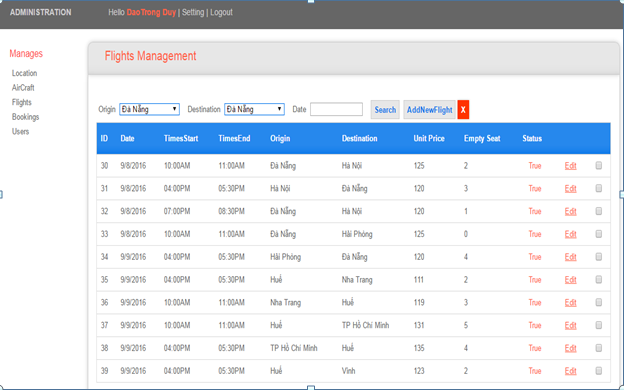 ADMINISTRATION Hello DaoTrong Duy | Setting | Logout
Manages
Location
AirCraft
Flights
Bookings
Users
Flights Management
Origin Đà Nẵng Destination Đà Nẵng Date Search AddNewFlight X
ID Date TimesStart TimesEnd Origin Destination Unit Price Empty Seat Status
30 9/8/2016 10:00AM 11:00AM Đà Nẵng Hà Nội 125 2 True Edit
31 9/8/2016 04:00PM 05:30PM Hà Nội Đà Nẵng 120 3 True Edit
32 9/8/2016 07:00PM 08:30PM Đà Nẵng Hà Nội 120 1 True Edit
33 9/8/2016 10:00AM 11:00AM Đà Nẵng Hải Phòng 125 0 True Edit
34 9/9/2016 04:00PM 05:30PM Hải Phòng Đà Nẵng 120 4 True Edit
35 9/9/2016 04:00PM 05:30PM Huế Nha Trang 111 2 True Edit
36 9/9/2016 10:00AM 11:00AM Nha Trang Huế 119 3 True Edit
37 9/9/2016 10:00AM 11:00AM Huế TP Hồ Chí Minh 131 5 True Edit
38 9/9/2016 04:00PM 05:30PM TP Hồ Chí Minh Huế 135 4 True Edit
39 9/9/2016 04:00PM 05:30PM Huế Vinh 123 2 True Edit